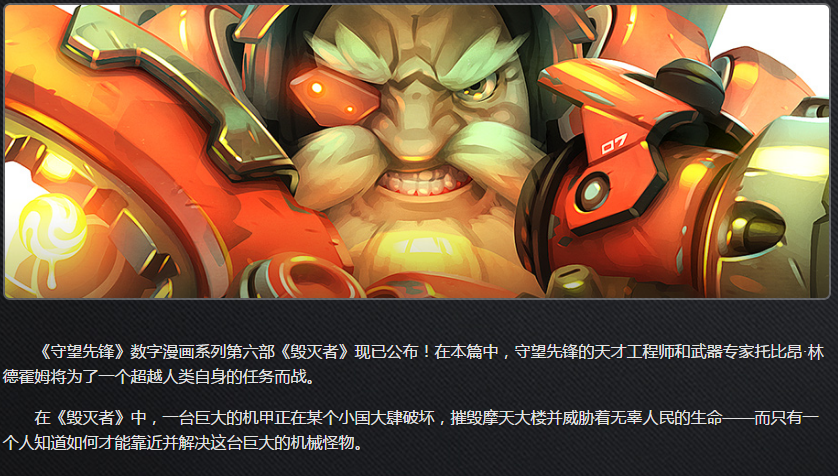 07
《守望先锋》数字漫画系列第六部《毁灭者》现已公布！在本篇中，守望先锋的天才工程师和武器专家托比昂·林
德霍姆将为了一个超越人类自身的任务而战。
在《毁灭者》中，一台巨大的机甲正在某个小国大肆破坏，摧毁摩天大楼并威胁着无辜人民的生命——而只有一
个人知道如何才能靠近并解决这台巨大的机械怪物。